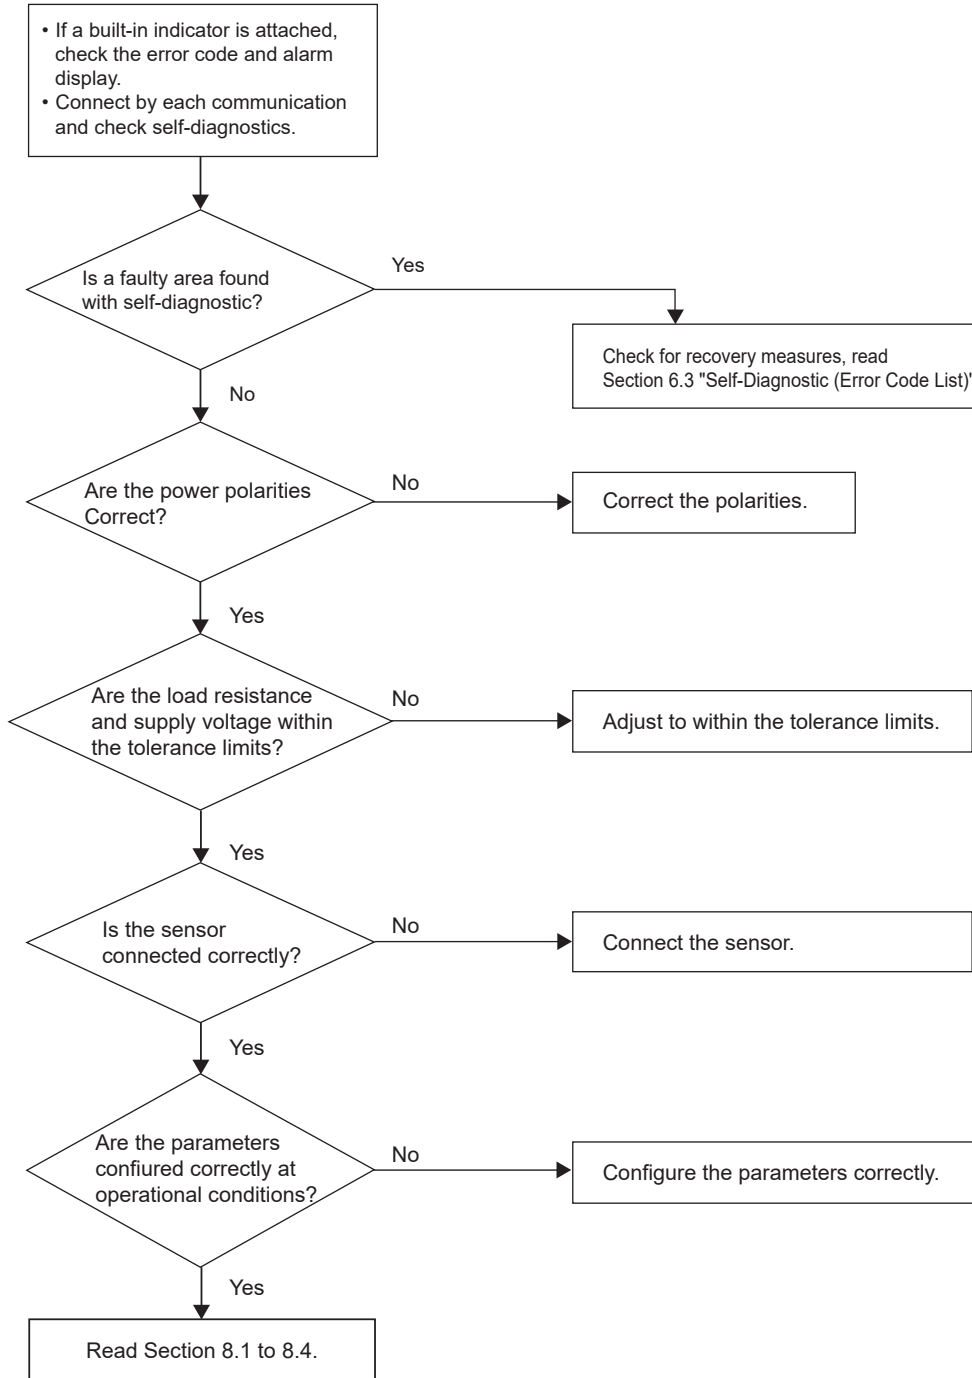 • If a built-in indicator is attached,
check the error code and alarm
display.
• Connect by each communication
and check self-diagnostics.
Is a faulty area found
with self-diagnostic?
Yes
Check for recovery measures, read
Section 6.3 "Self-Diagnostic (Error Code List)"
No
Are the power polarities
Correct?
No
Correct the polarities.
Yes
Are the load resistance
and supply voltage within
the tolerance limits?
No
Adjust to within the tolerance limits.
Yes
Is the sensor
connected correctly?
No
Connect the sensor.
Yes
Are the parameters
confiured correctly at
operational conditions?
No
Configure the parameters correctly.
Yes
Read Section 8.1 to 8.4.